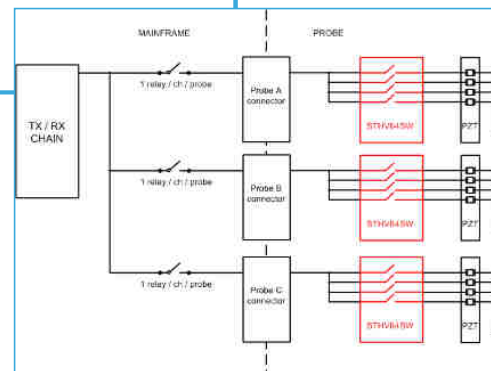 MAINFRAME
PROBE
TX / RX
CHAIN
1 relay / ch / probe
Probe A
connector
STHV64SW
PZT
1 relay / ch / probe
Probe B
connector
STHV64SW
PZT
1 relay / ch / probe
Probe C
connector
STHV64SW
PZT